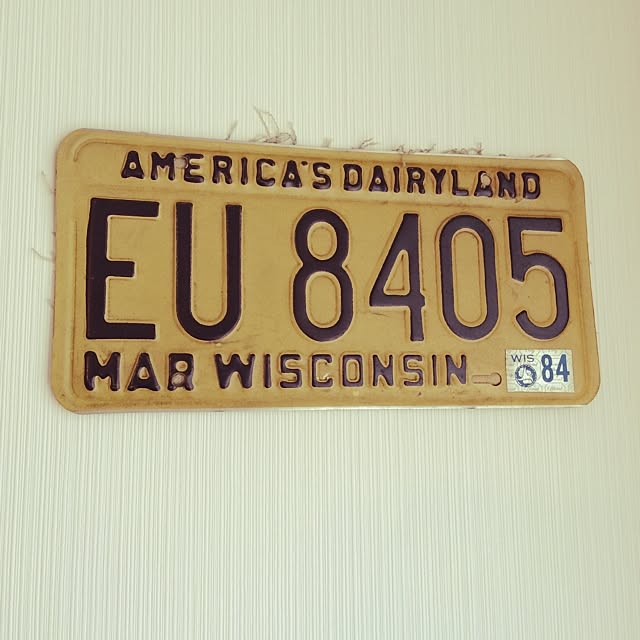 AMERICA'S DAIRYLAND
EU 8405
MAR WISCONSIN
WIS
84